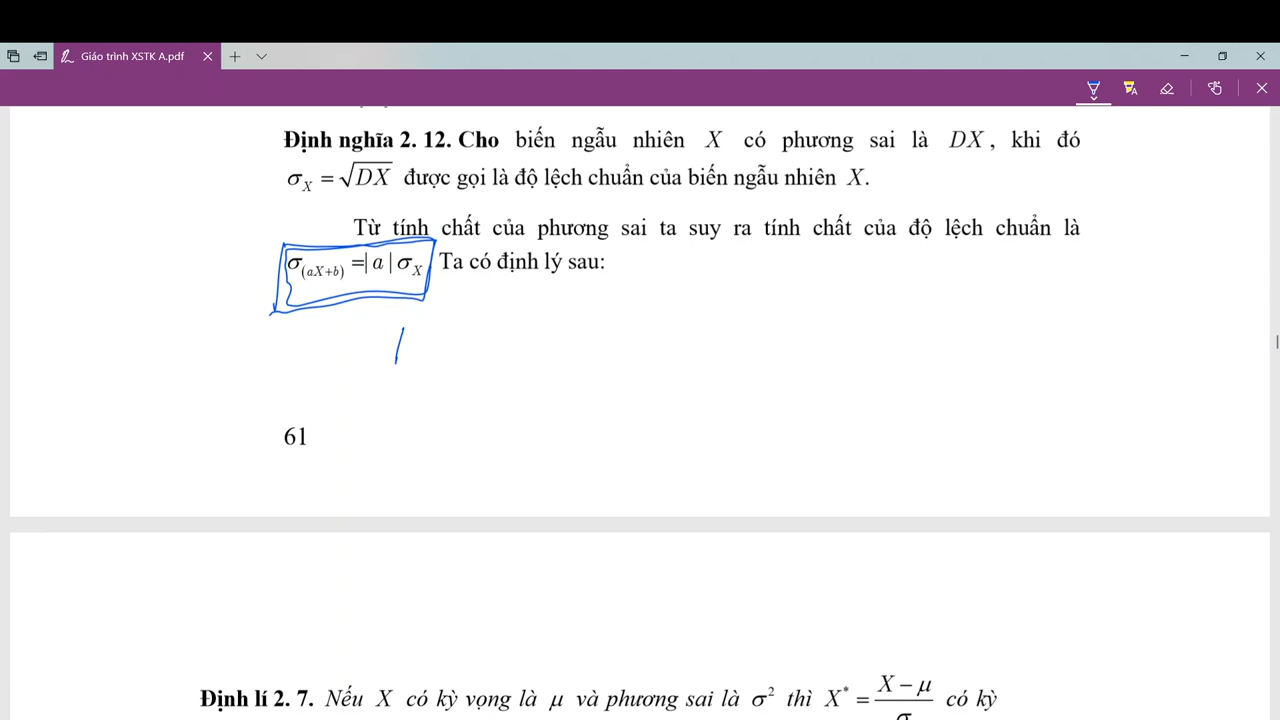 Giáo trình XSTK A.pdf
Định nghĩa 2. 12. Cho biến ngẫu nhiên X có phương sai là DX , khi đó
σ_X = √DX được gọi là độ lệch chuẩn của biến ngẫu nhiên X.
Từ tính chất của phương sai ta suy ra tính chất của độ lệch chuẩn là
σ_(aX+b) =| a | σ_X Ta có định lý sau:
61
Định lí 2. 7. Nếu X có kỳ vọng là μ và phương sai là σ² thì X* = (X − μ)/σ có kỳ